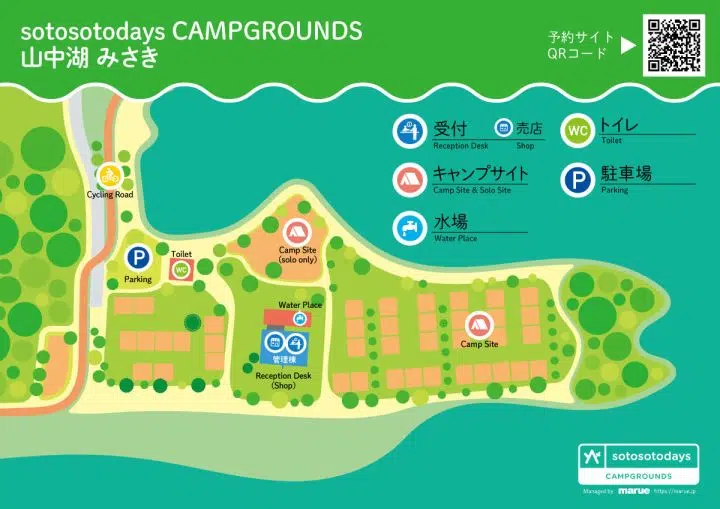 sotosotodays CAMPGROUNDS
山中湖 みさき
予約サイト
QRコード
受付
Reception Desk
売店
Shop
WC
トイレ
Toilet
キャンプサイト
Camp Site & Solo Site
P
駐車場
Parking
水場
Water Place
Cycling Road
P
Parking
Toilet
WC
Camp Site
(solo only)
Water Place
管理棟
Reception Desk
(Shop)
Camp Site
sotosotodays
CAMPGROUNDS
Managed by marue https://marue.jp